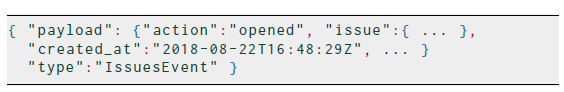 { "payload": {"action":"opened", "issue":{ ... },
"created_at":"2018-08-22T16:48:29Z", ... }
"type":"IssuesEvent" }